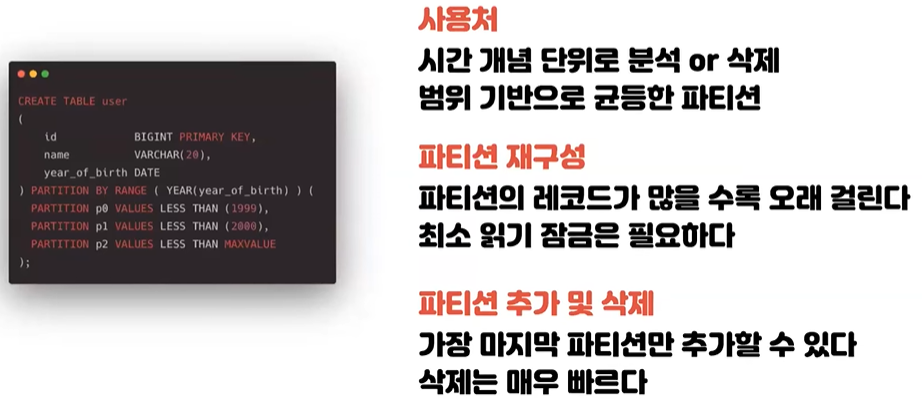 CREATE TABLE user
(
id BIGINT PRIMARY KEY,
name VARCHAR(20),
year_of_birth DATE
) PARTITION BY RANGE ( YEAR(year_of_birth) ) (
PARTITION p0 VALUES LESS THAN (1999),
PARTITION p1 VALUES LESS THAN (2000),
PARTITION p2 VALUES LESS THAN MAXVALUE
);
사용처
시간 개념 단위로 분석 or 삭제
범위 기반으로 균등한 파티션
파티션 재구성
파티션의 레코드가 많을 수록 오래 걸린다
최소 읽기 잠금은 필요하다
파티션 추가 및 삭제
가장 마지막 파티션만 추가할 수 있다
삭제는 매우 빠르다